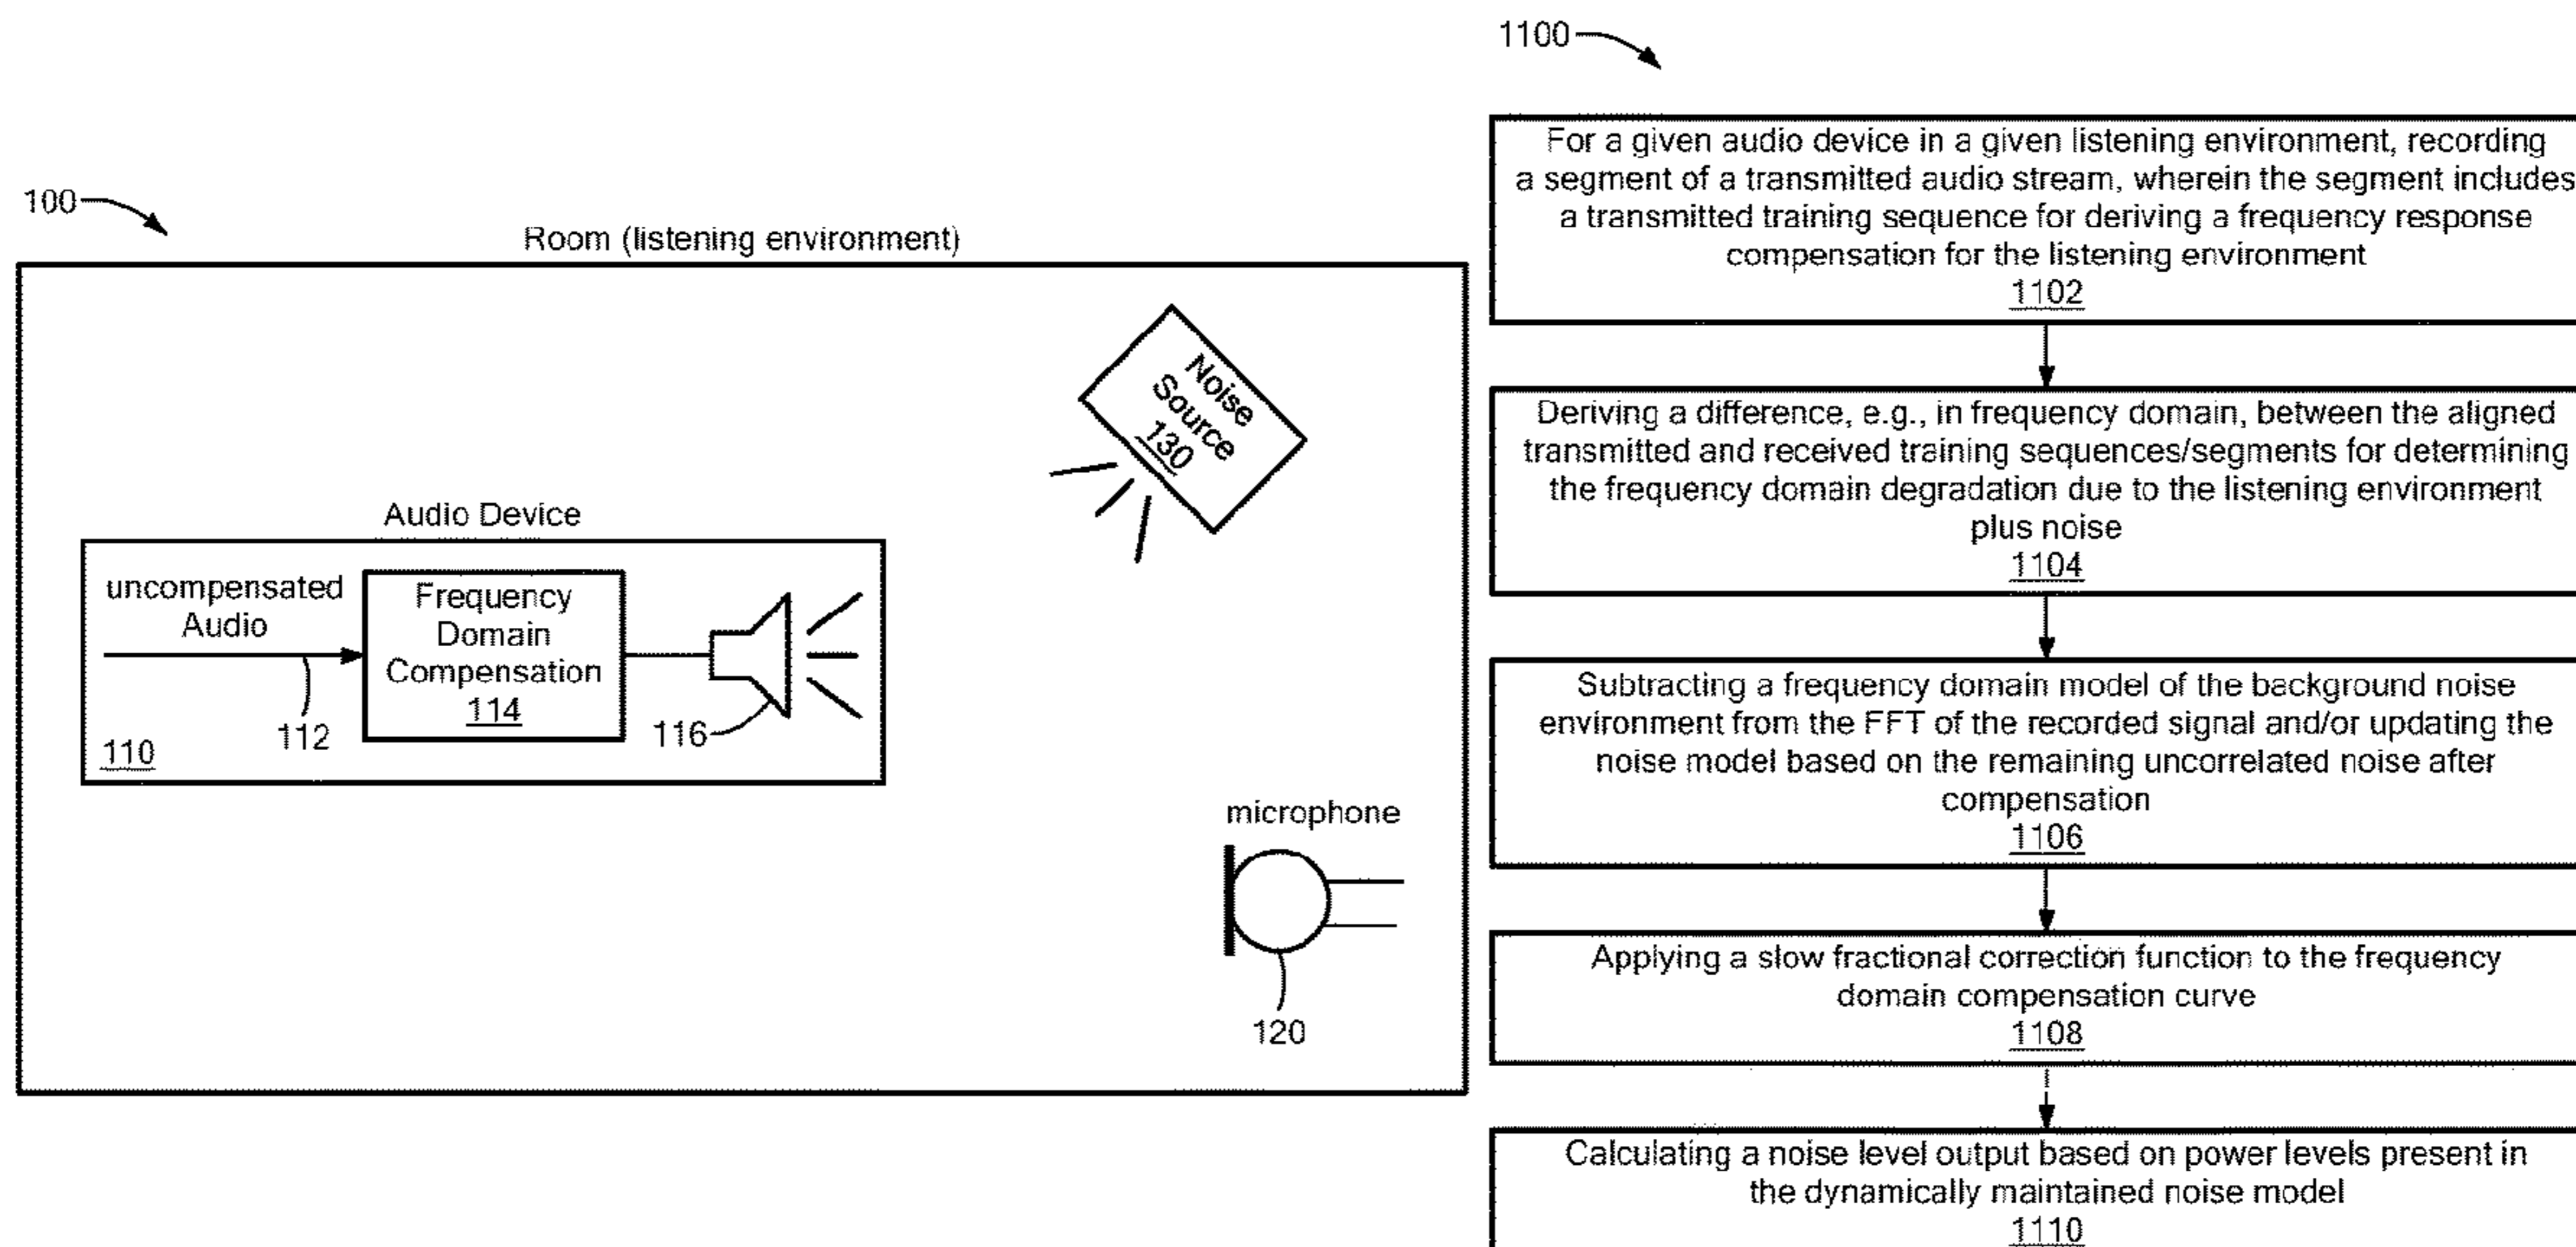 100
Room (listening environment)
Noise
Source
130
Audio Device
uncompensated
Audio
Frequency
Domain
Compensation
114
112
116
110
microphone
120
1100
For a given audio device in a given listening environment, recording
a segment of a transmitted audio stream, wherein the segment includes
a transmitted training sequence for deriving a frequency response
compensation for the listening environment
1102
Deriving a difference, e.g., in frequency domain, between the aligned
transmitted and received training sequences/segments for determining
the frequency domain degradation due to the listening environment
plus noise
1104
Subtracting a frequency domain model of the background noise
environment from the FFT of the recorded signal and/or updating the
noise model based on the remaining uncorrelated noise after
compensation
1106
Applying a slow fractional correction function to the frequency
domain compensation curve
1108
Calculating a noise level output based on power levels present in
the dynamically maintained noise model
1110